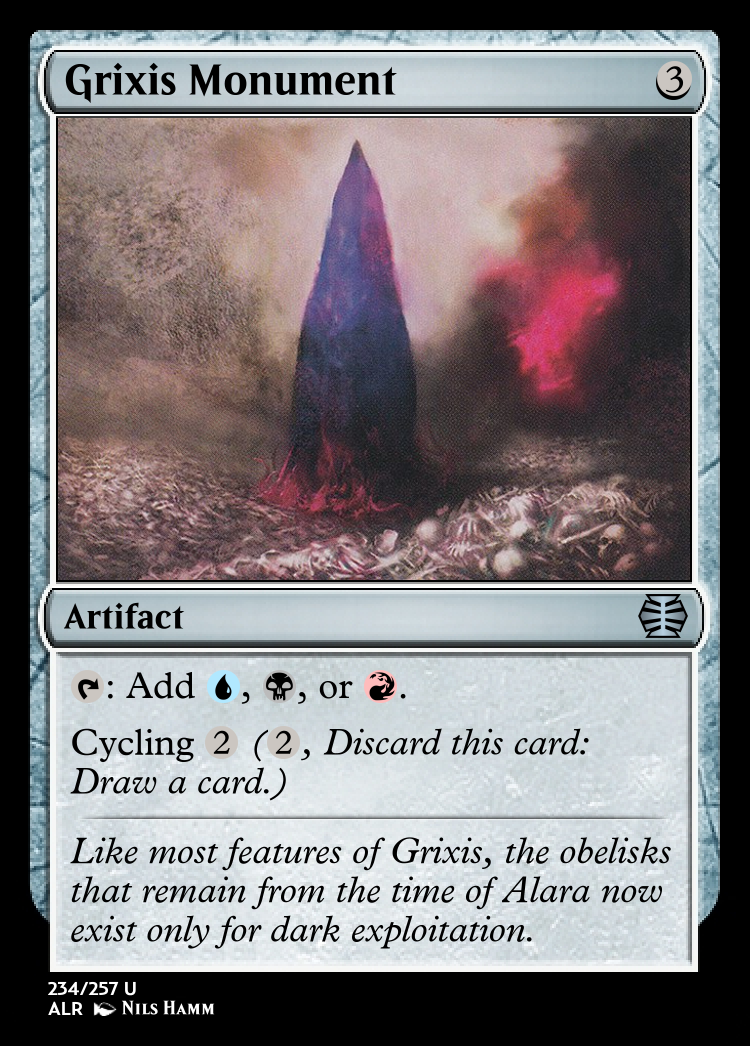 Grixis Monument 3
Artifact
: Add , , or .
Cycling 2 (2, Discard this card:
Draw a card.)
Like most features of Grixis, the obelisks
that remain from the time of Alara now
exist only for dark exploitation.
234/257 U
ALR Nils Hamm